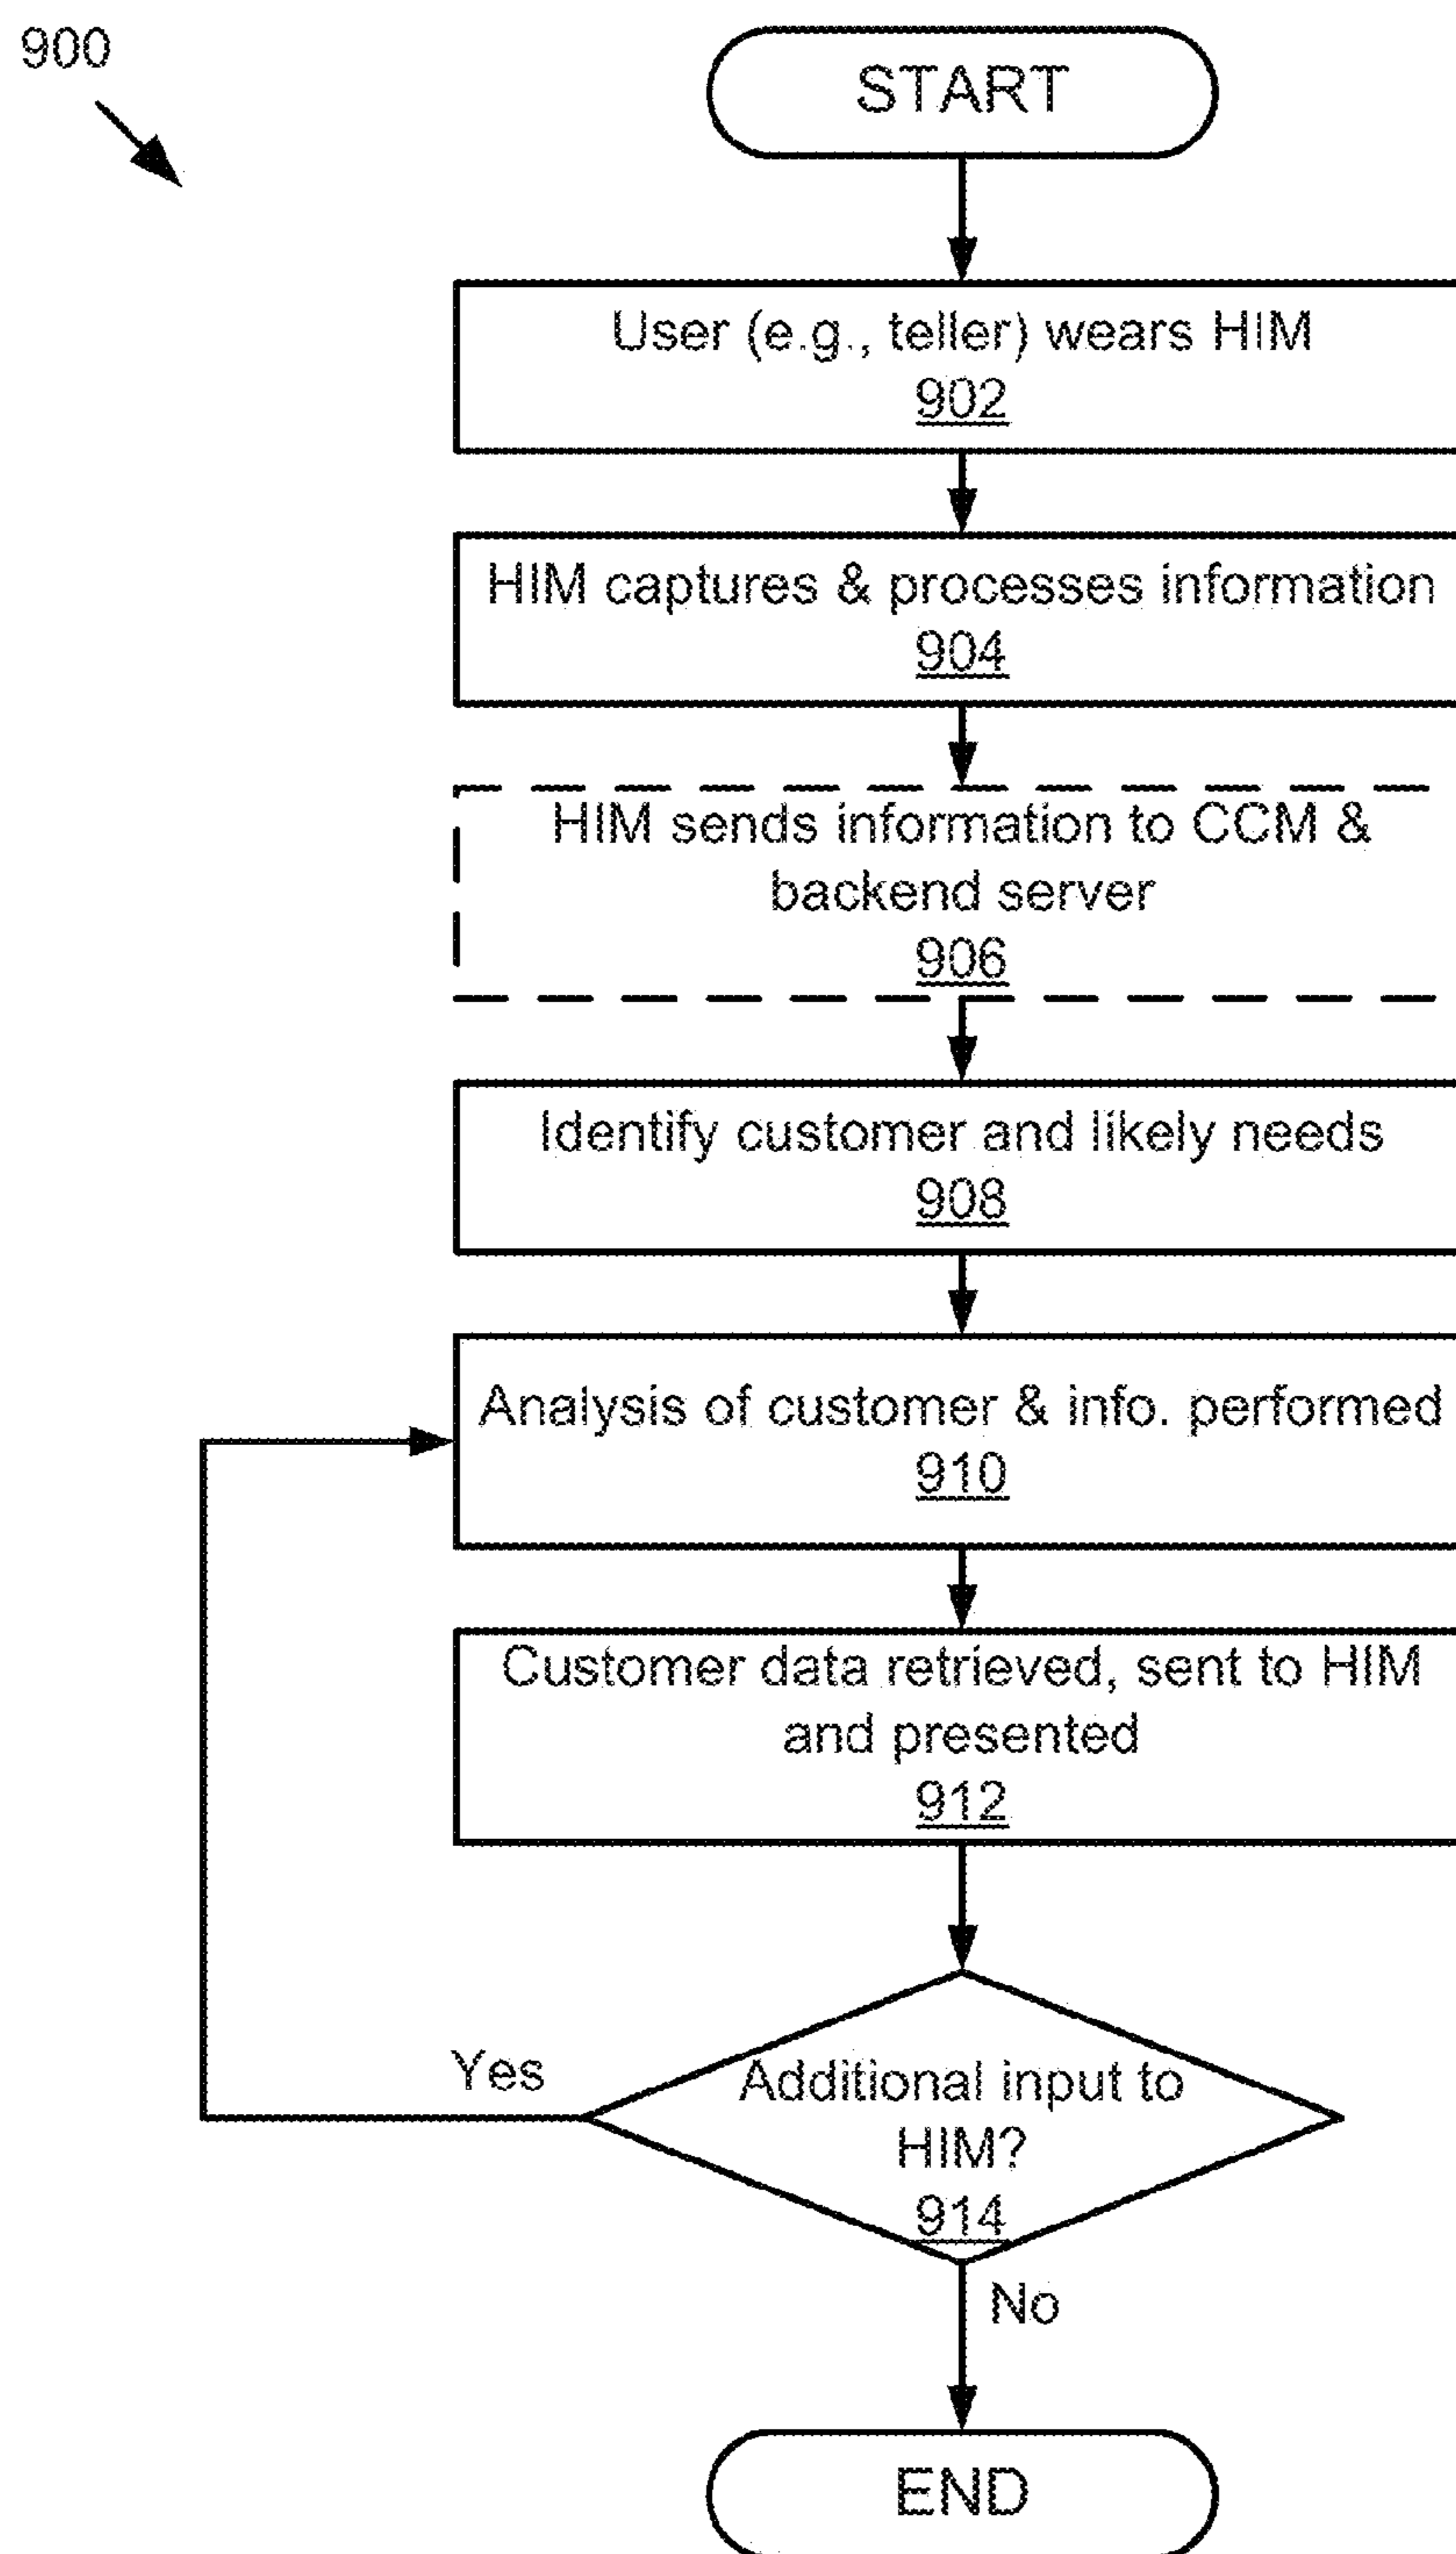 900
START
User (e.g., teller) wears HIM
902
HIM captures & processes information
904
HIM sends information to CCM &
backend server
906
Identify customer and likely needs
908
Analysis of customer & info. performed
910
Customer data retrieved, sent to HIM
and presented
912
Yes
Additional input to
HIM?
914
No
END